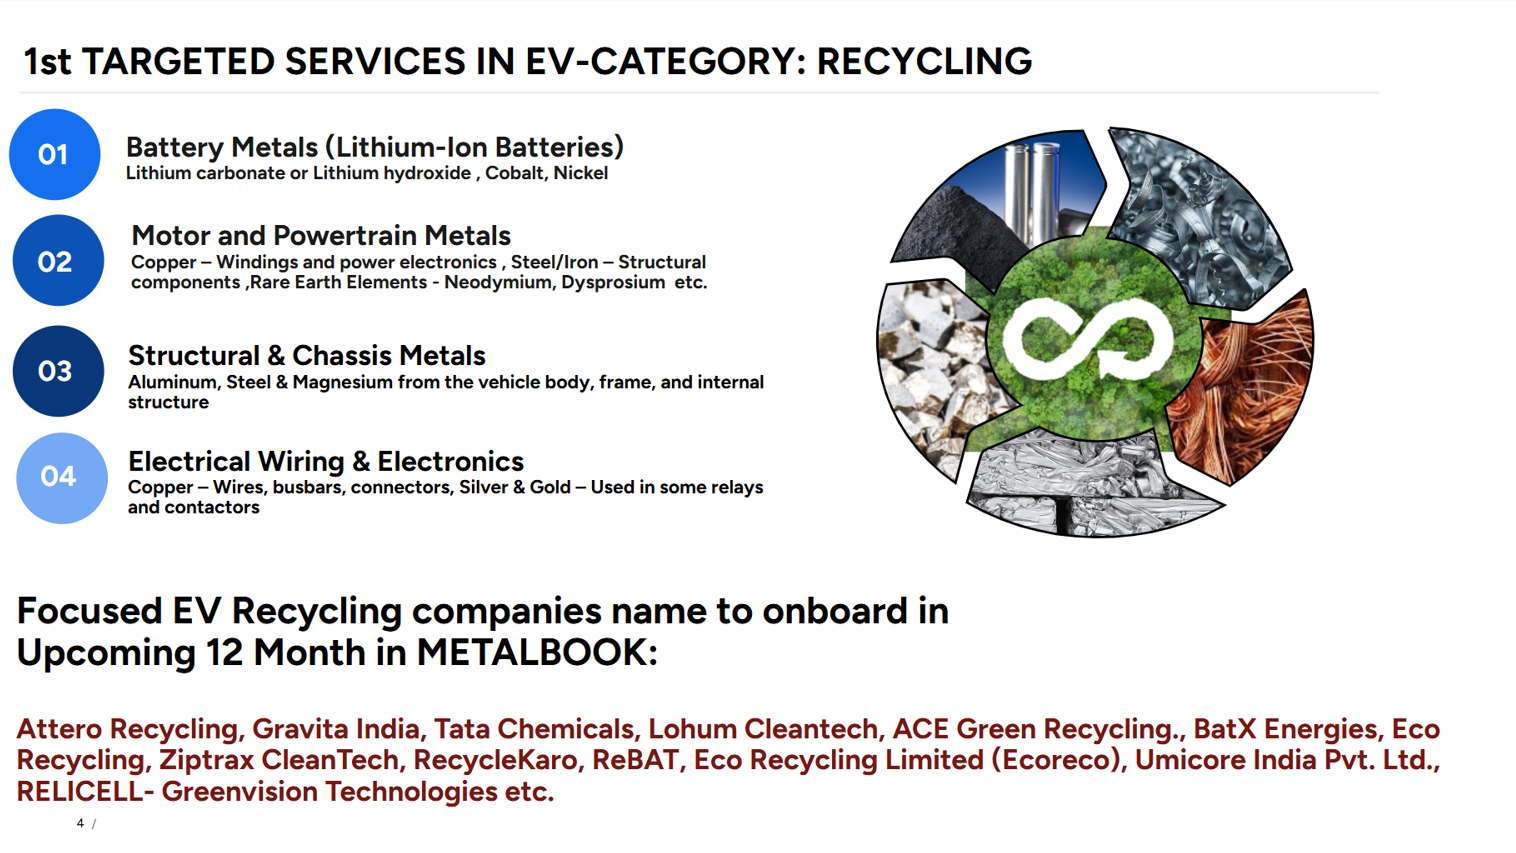 1st TARGETED SERVICES IN EV-CATEGORY: RECYCLING
01
Battery Metals (Lithium-Ion Batteries)
Lithium carbonate or Lithium hydroxide , Cobalt, Nickel
02
Motor and Powertrain Metals
Copper – Windings and power electronics , Steel/Iron – Structural
components ,Rare Earth Elements - Neodymium, Dysprosium etc.
03
Structural & Chassis Metals
Aluminum, Steel & Magnesium from the vehicle body, frame, and internal
structure
04
Electrical Wiring & Electronics
Copper – Wires, busbars, connectors, Silver & Gold – Used in some relays
and contactors
Focused EV Recycling companies name to onboard in
Upcoming 12 Month in METALBOOK:
Attero Recycling, Gravita India, Tata Chemicals, Lohum Cleantech, ACE Green Recycling., BatX Energies, Eco
Recycling, Ziptrax CleanTech, RecycleKaro, ReBAT, Eco Recycling Limited (Ecoreco), Umicore India Pvt. Ltd.,
RELICELL- Greenvision Technologies etc.
4 /